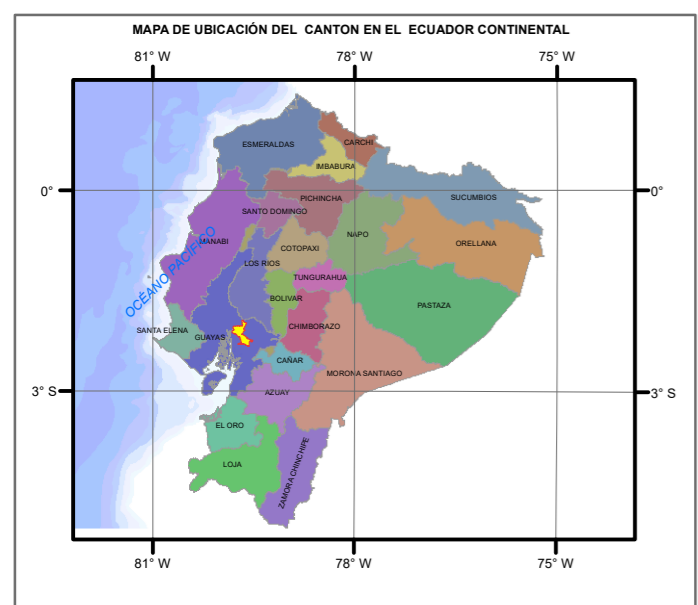 MAPA DE UBICACIÓN DEL CANTON EN EL ECUADOR CONTINENTAL
81° W
78° W
75° W
ESMERALDAS
CARCHI
IMBABURA
0°
0°
PICHINCHA
SUCUMBIOS
SANTO DOMINGO
NAPO
MANABI
ORELLANA
COTOPAXI
LOS RIOS
OCÉANO PACÍFICO
TUNGURAHUA
BOLIVAR
PASTAZA
SANTA ELENA
CHIMBORAZO
GUAYAS
CAÑAR
MORONA SANTIAGO
3° S
3° S
AZUAY
EL ORO
LOJA
ZAMORA CHINCHIPE
81° W
78° W
75° W